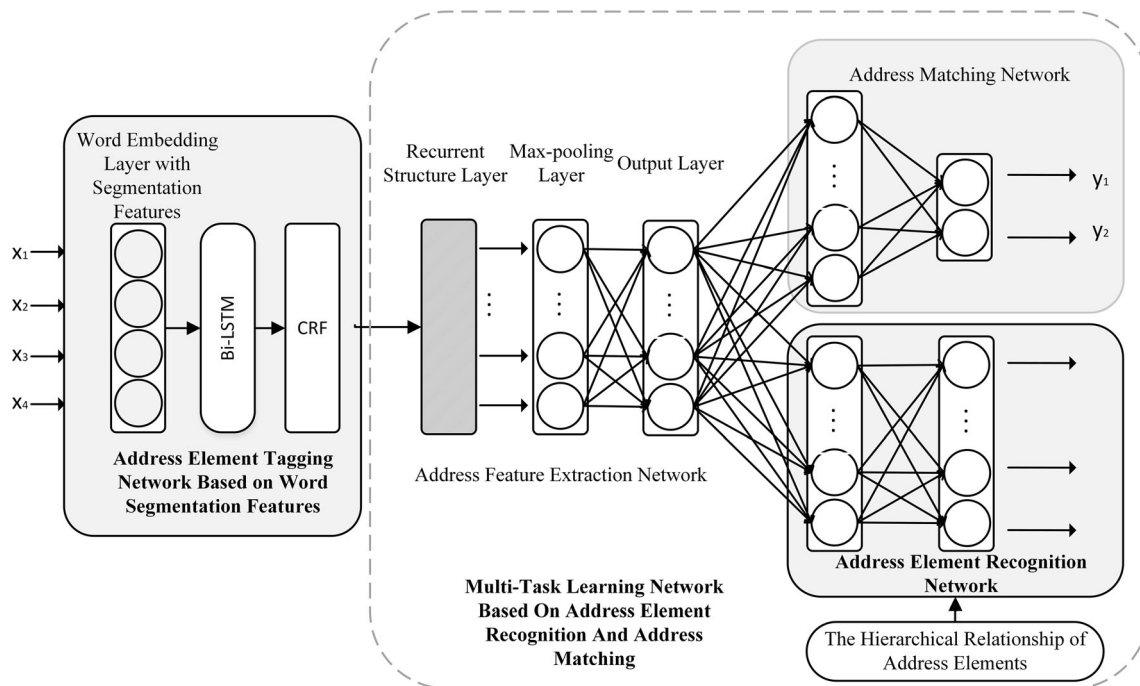 Word Embedding
Layer with
Segmentation
Features
x₁
x₂
x₃
x₄
Bi-LSTM
CRF
Address Element Tagging
Network Based on Word
Segmentation Features
Recurrent
Structure Layer
Max-pooling
Layer
Output Layer
...
...
...
Address Feature Extraction Network
Multi-Task Learning Network
Based On Address Element
Recognition And Address
Matching
Address Matching Network
...
y₁
y₂
...
...
Address Element Recognition
Network
The Hierarchical Relationship of
Address Elements